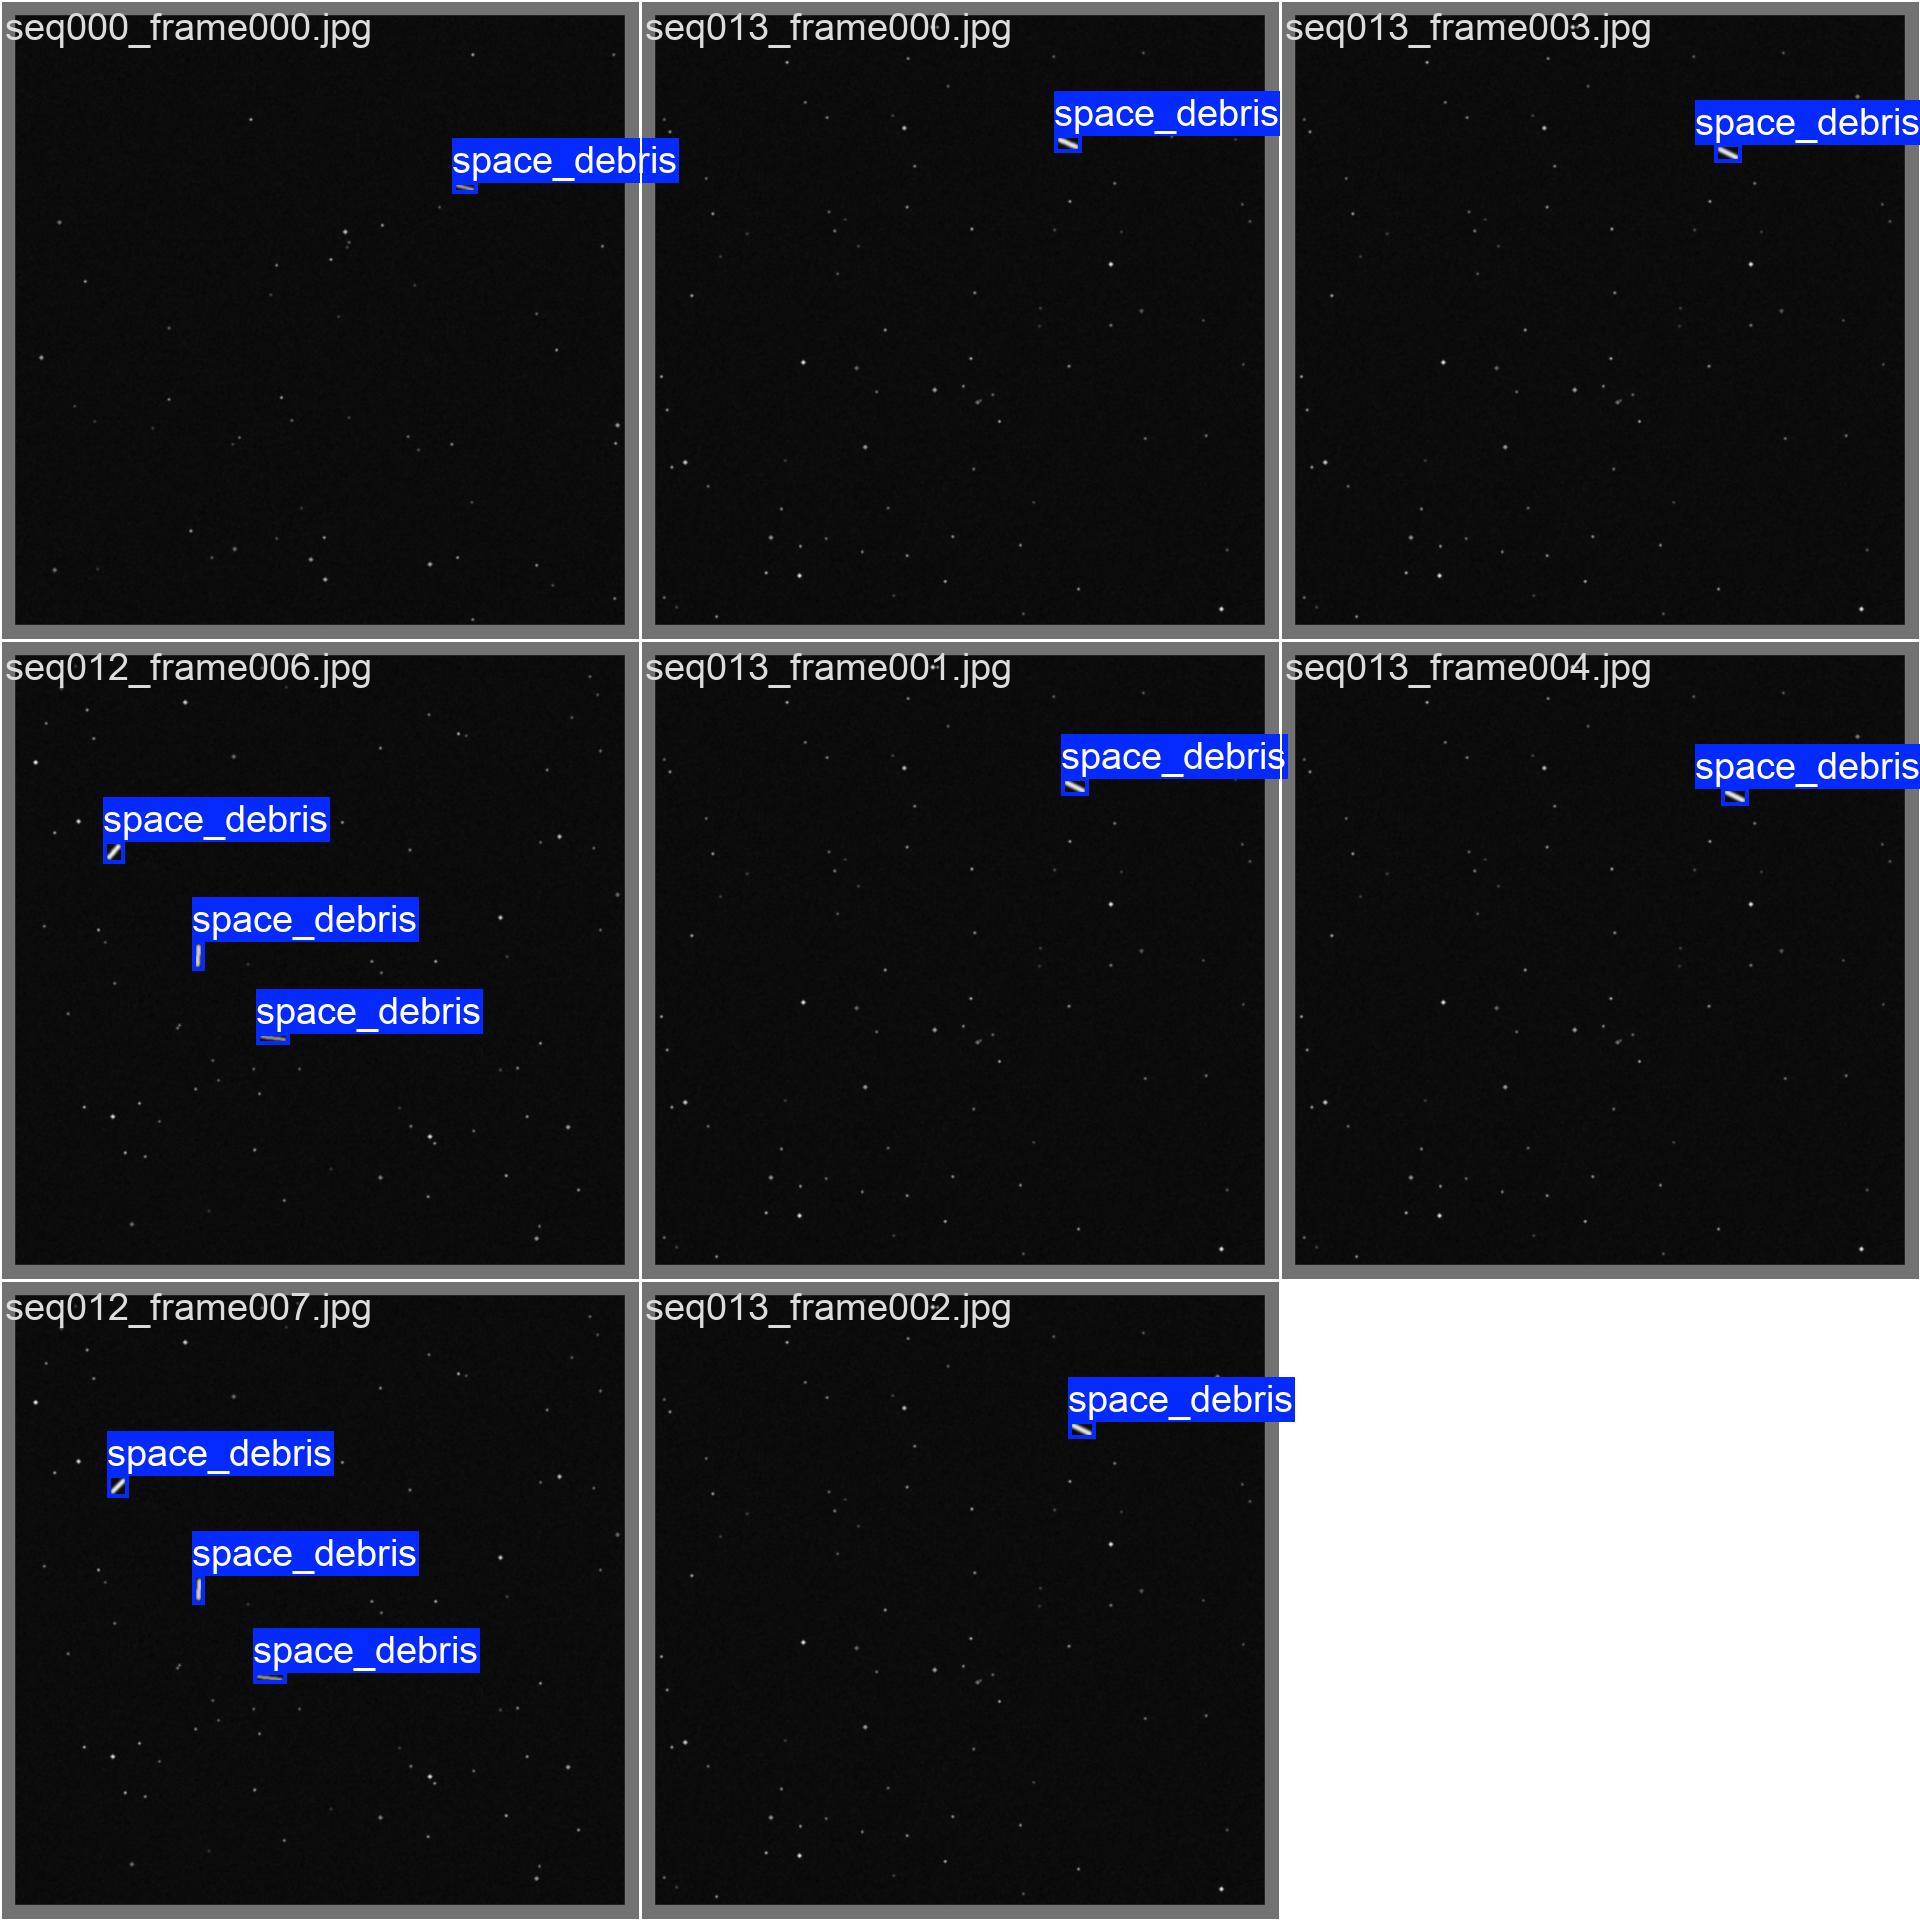 seq000_frame000.jpg
space_debris
seq013_frame000.jpg
space_debris
seq013_frame003.jpg
space_debris
seq012_frame006.jpg
space_debris
space_debris
space_debris
seq013_frame001.jpg
space_debris
seq013_frame004.jpg
space_debris
seq012_frame007.jpg
space_debris
space_debris
space_debris
seq013_frame002.jpg
space_debris